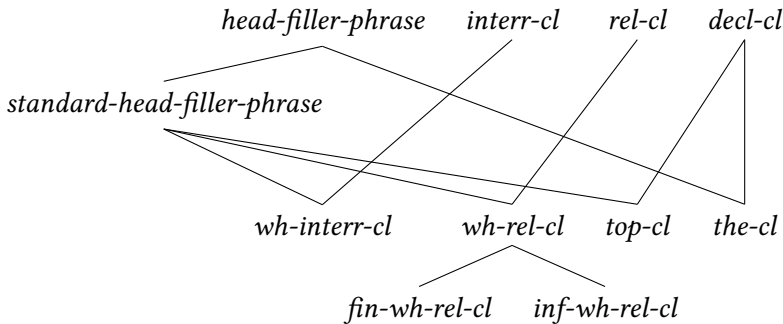 head-filler-phrase interr-cl rel-cl decl-cl
standard-head-filler-phrase
wh-interr-cl wh-rel-cl top-cl the-cl
fin-wh-rel-cl inf-wh-rel-cl